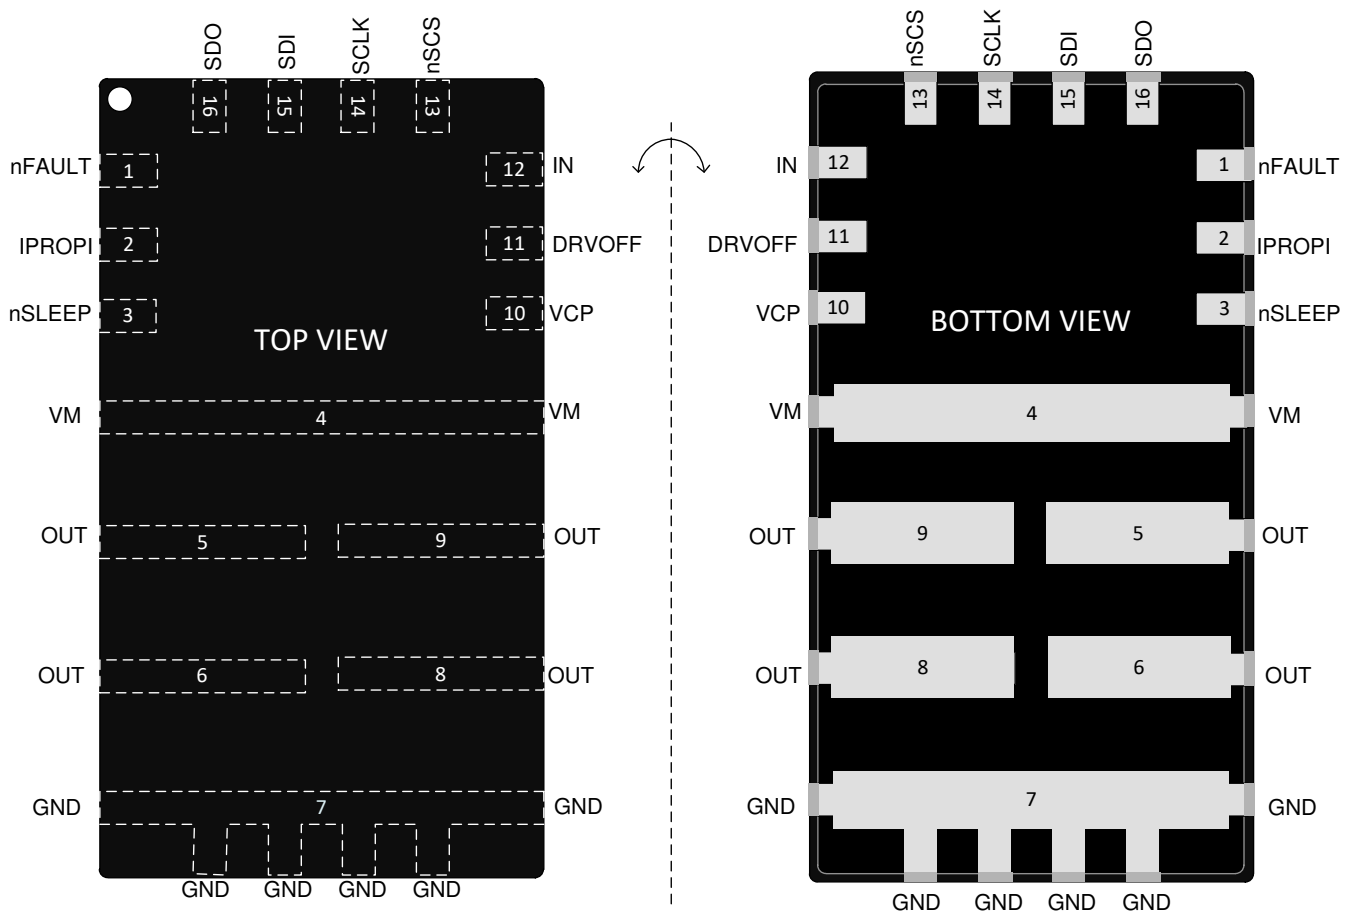 SDO SDI SCLK nSCS
16 15 14 13
nFAULT 1 12 IN
IPROPI 2 11 DRVOFF
nSLEEP 3 10 VCP
TOP VIEW
VM 4 VM
OUT 5 9 OUT
OUT 6 8 OUT
GND 7 GND
GND GND GND GND
nSCS SCLK SDI SDO
13 14 15 16
IN 12 1 nFAULT
DRVOFF 11 2 IPROPI
VCP 10 3 nSLEEP
BOTTOM VIEW
VM 4 VM
OUT 9 5 OUT
OUT 8 6 OUT
GND 7 GND
GND GND GND GND